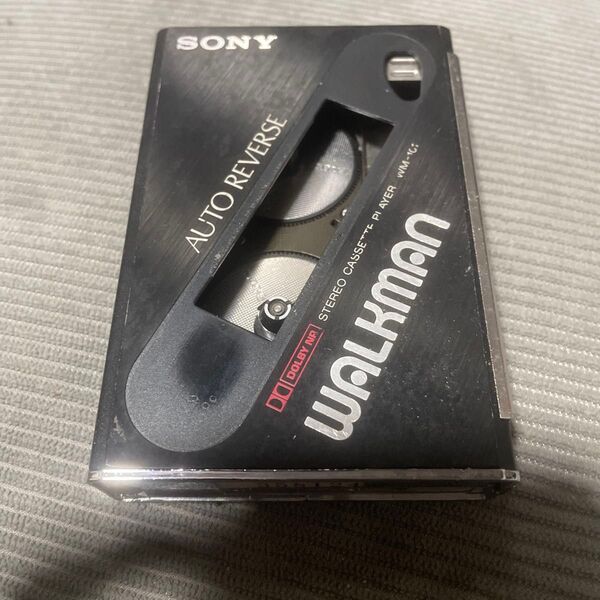 SONY
AUTO REVERSE
STEREO CASSETTE PLAYER
DOLBY NR
WALKMAN